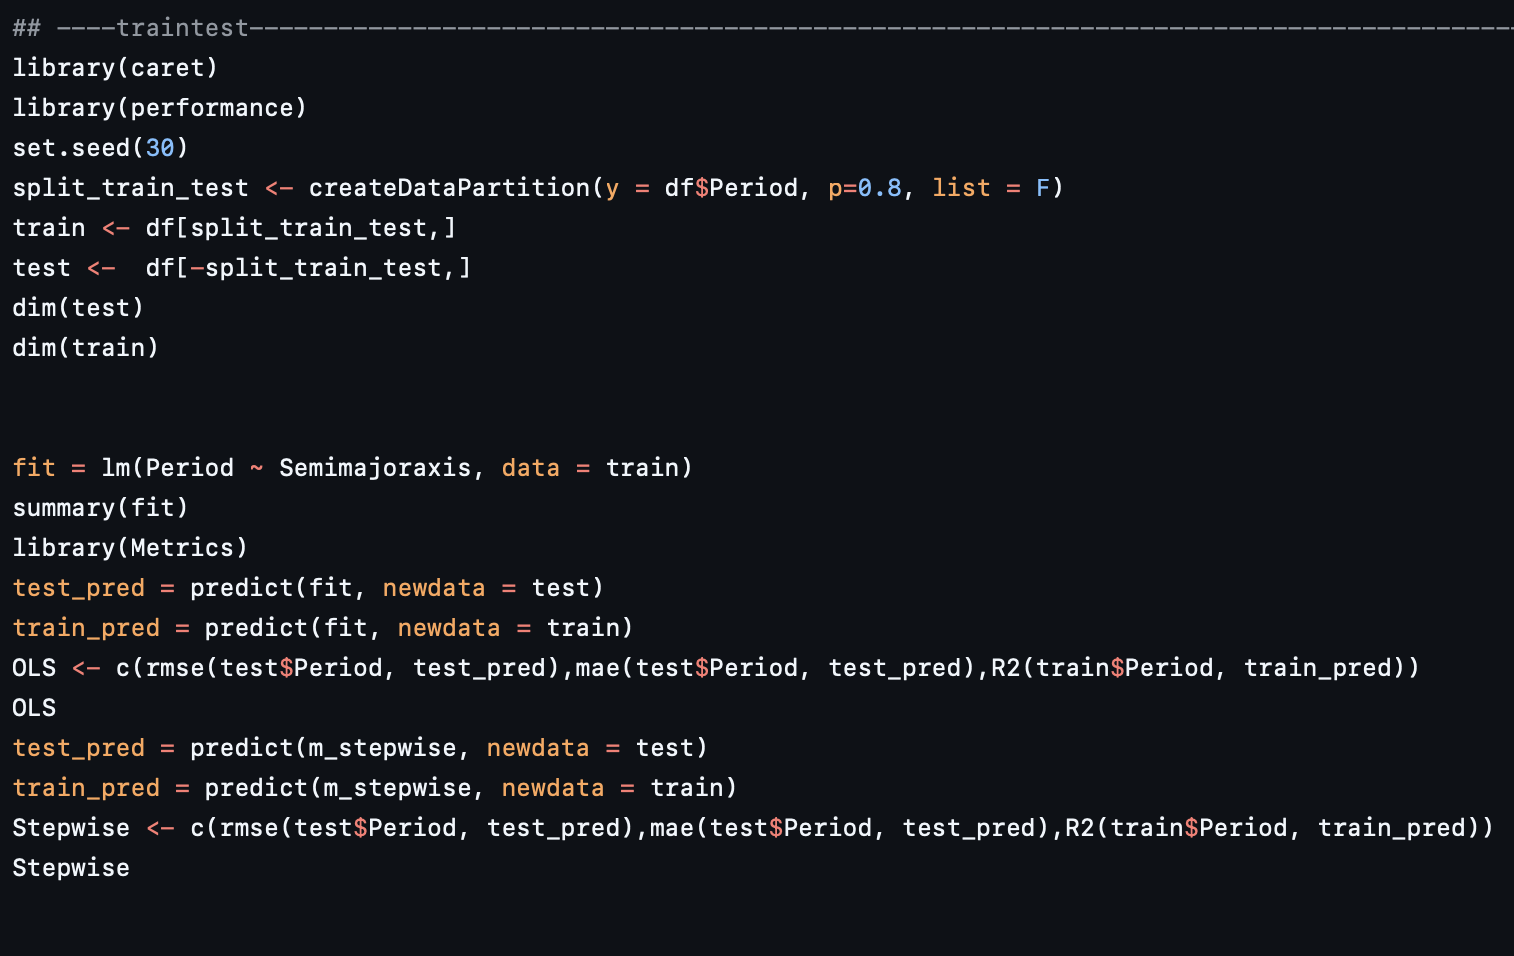 ## ----traintest--------------------------------------------------------------------------------------
library(caret)
library(performance)
set.seed(30)
split_train_test <- createDataPartition(y = df$Period, p=0.8, list = F)
train <- df[split_train_test,]
test <-  df[-split_train_test,]
dim(test)
dim(train)
fit = lm(Period ~ Semimajoraxis, data = train)
summary(fit)
library(Metrics)
test_pred = predict(fit, newdata = test)
train_pred = predict(fit, newdata = train)
OLS <- c(rmse(test$Period, test_pred),mae(test$Period, test_pred),R2(train$Period, train_pred))
OLS
test_pred = predict(m_stepwise, newdata = test)
train_pred = predict(m_stepwise, newdata = train)
Stepwise <- c(rmse(test$Period, test_pred),mae(test$Period, test_pred),R2(train$Period, train_pred))
Stepwise